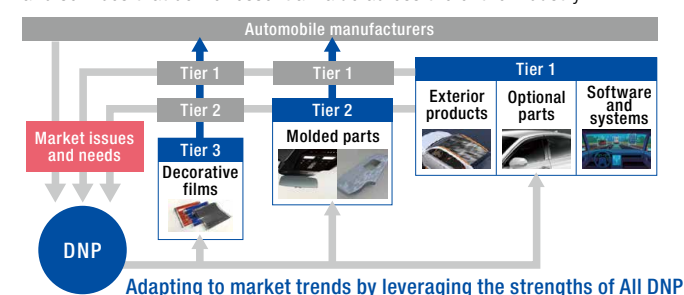 Automobile manufacturers
Tier 1
Tier 1
Tier 1
Tier 2
Tier 2
Exterior
products
Optional
parts
Software
and
systems
Market issues
and needs
Molded parts
Tier 3
Decorative
films
DNP
Adapting to market trends by leveraging the strengths of All DNP